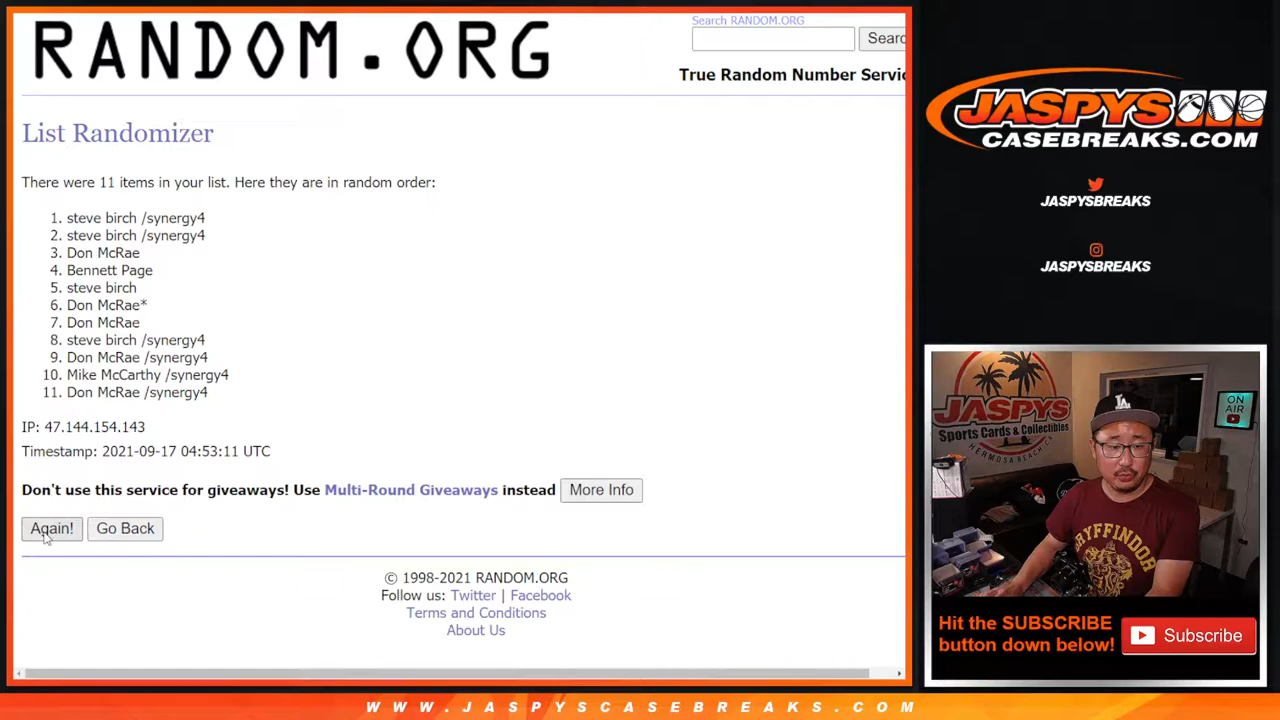 RANDOM.ORG
Search RANDOM.ORG
Searc
True Random Number Servic
List Randomizer
There were 11 items in your list. Here they are in random order:
1. steve birch /synergy4
2. steve birch /synergy4
3. Don McRae
4. Bennett Page
5. steve birch
6. Don McRae*
7. Don McRae
8. steve birch /synergy4
9. Don McRae /synergy4
10. Mike McCarthy /synergy4
11. Don McRae /synergy4
IP: 47.144.154.143
Timestamp: 2021-09-17 04:53:11 UTC
Don't use this service for giveaways! Use Multi-Round Giveaways instead More Info
Again! Go Back
© 1998-2021 RANDOM.ORG
Follow us: Twitter | Facebook
Terms and Conditions
About Us
JASPYS
CASEBREAKS.COM
JASPYSBREAKS
JASPYSBREAKS
JASPYS
Sports Cards & Collectibles
HERMOSA BEACH CA
ON
AIR
LA
GRYFFINDOR
Hit the SUBSCRIBE
button down below!
Subscribe
WWW.JASPYSCASEBREAKS.COM